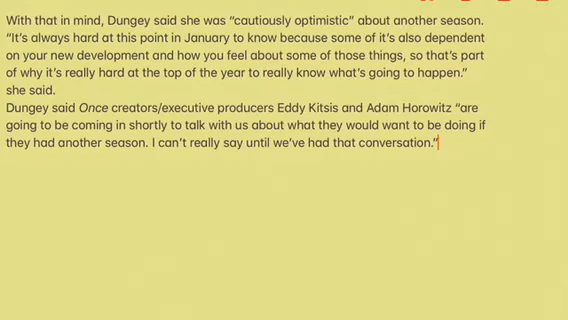 With that in mind, Dungey said she was “cautiously optimistic” about another season.
“It’s always hard at this point in January to know because some of it’s also dependent
on your new development and how you feel about some of those things, so that’s part
of why it’s really hard at the top of the year to really know what’s going to happen.”
she said.
Dungey said Once creators/executive producers Eddy Kitsis and Adam Horowitz “are
going to be coming in shortly to talk with us about what they would want to be doing if
they had another season. I can’t really say until we’ve had that conversation.”